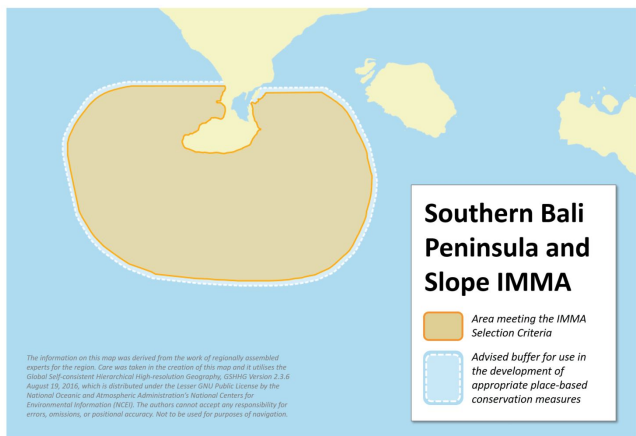 Southern Bali
Peninsula and
Slope IMMA
Area meeting the IMMA
Selection Criteria
Advised buffer for use in
the development of
appropriate place-based
conservation measures
The information on this map was derived from the work of regionally assembled
experts for the region. Care was taken in the creation of this map and it utilises the
Global Self-consistent Hierarchical High-resolution Geography, GSHHG Version 2.3.6
August 19, 2016, which is distributed under the Lesser GNU Public License by the
National Oceanic and Atmospheric Administration's National Centers for
Environmental Information (NCEI). The authors cannot accept any responsibility for
errors, omissions, or positional accuracy. Not to be used for purposes of navigation.